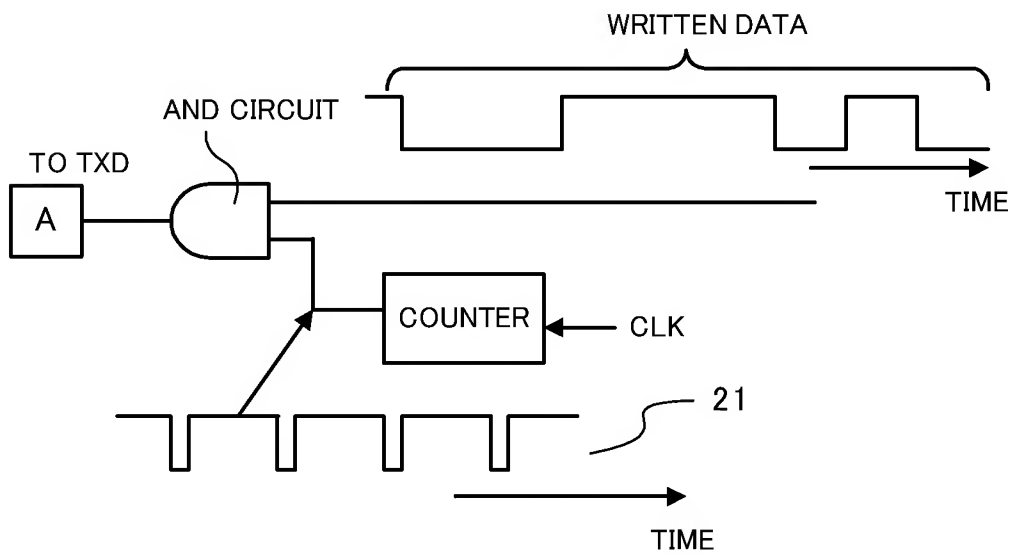 WRITTEN DATA
AND CIRCUIT
TO TXD
TIME
A
COUNTER
CLK
21
TIME